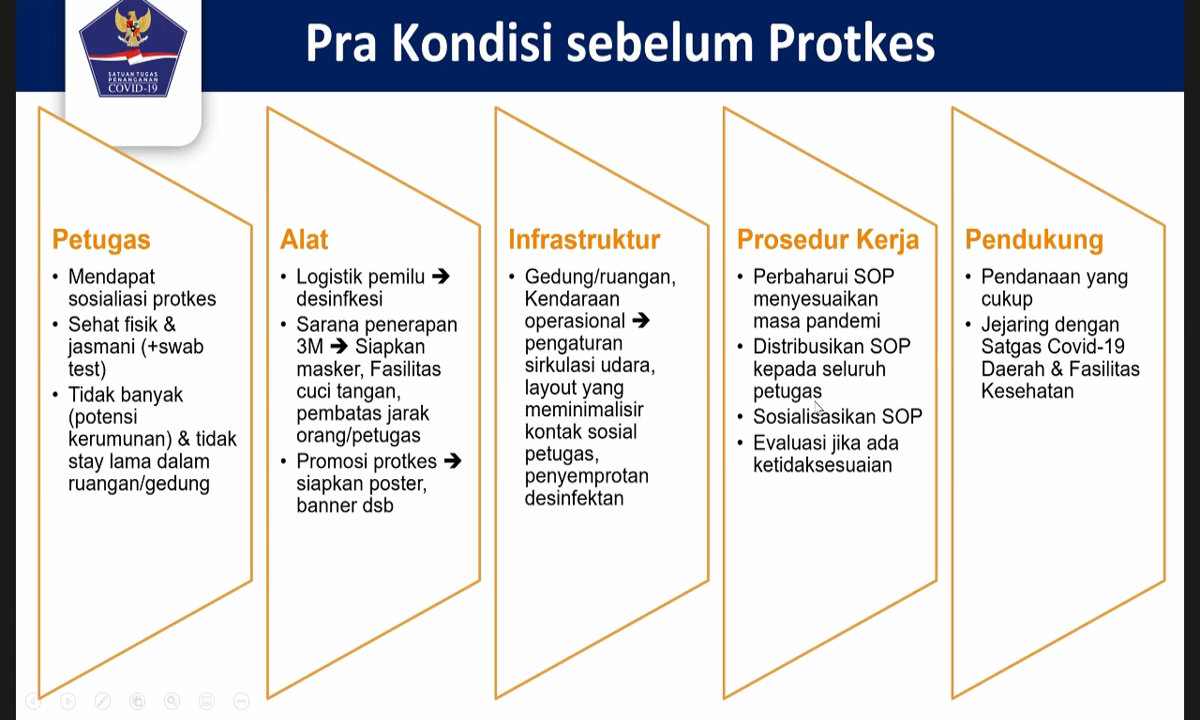 SATUAN TUGAS
PENANGANAN
COVID-19
Pra Kondisi sebelum Protkes
Petugas
• Mendapat
sosialiasi protkes
• Sehat fisik &
jasmani (+swab
test)
• Tidak banyak
(potensi
kerumunan) & tidak
stay lama dalam
ruangan/gedung
Alat
• Logistik pemilu ➔
desinfkesi
• Sarana penerapan
3M ➔ Siapkan
masker, Fasilitas
cuci tangan,
pembatas jarak
orang/petugas
• Promosi protkes ➔
siapkan poster,
banner dsb
Infrastruktur
• Gedung/ruangan,
Kendaraan
operasional ➔
pengaturan
sirkulasi udara,
layout yang
meminimalisir
kontak sosial
petugas,
penyemprotan
desinfektan
Prosedur Kerja
• Perbaharui SOP
menyesuaikan
masa pandemi
• Distribusikan SOP
kepada seluruh
petugas
• Sosialisasikan SOP
• Evaluasi jika ada
ketidaksesuaian
Pendukung
• Pendanaan yang
cukup
• Jejaring dengan
Satgas Covid-19
Daerah & Fasilitas
Kesehatan